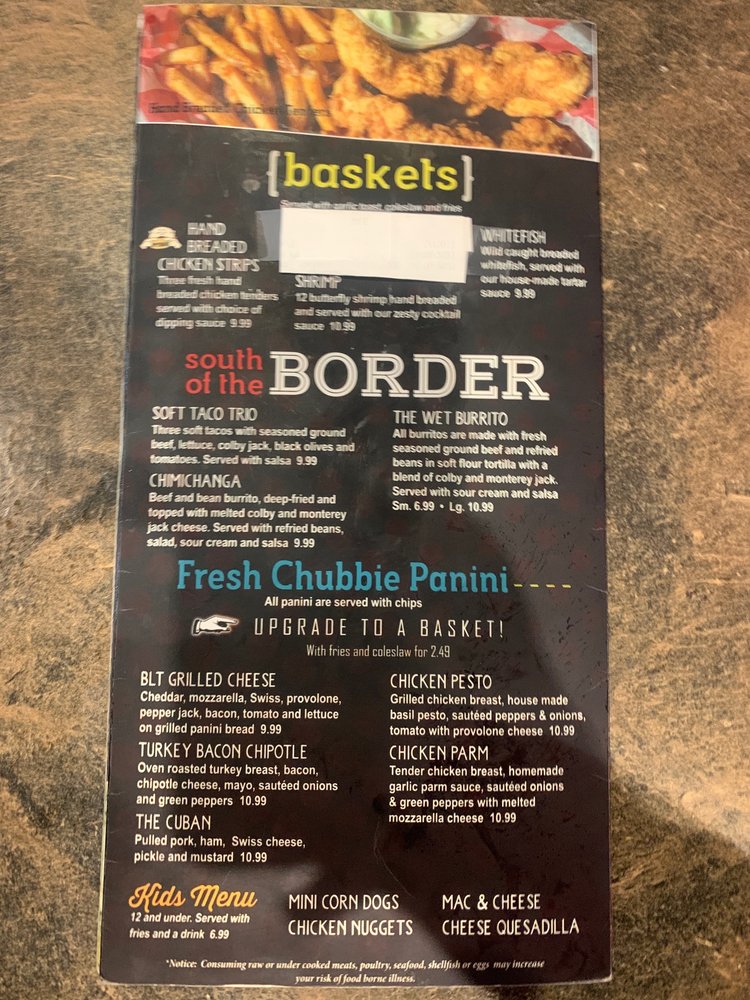 Hand Breaded Chicken Tenders
{baskets}
Served with garlic toast, coleslaw and fries
HAND
BREADED
CHICKEN STRIPS
Three fresh hand
breaded chicken tenders
served with choice of
dipping sauce 9.99
SHRIMP
12 butterfly shrimp hand breaded
and served with our zesty cocktail
sauce 10.99
WHITEFISH
Wild caught breaded
whitefish, served with
our house-made tartar
sauce 9.99
south
of the BORDER
SOFT TACO TRIO
Three soft tacos with seasoned ground
beef, lettuce, colby jack, black olives and
tomatoes. Served with salsa 9.99
CHIMICHANGA
Beef and bean burrito, deep-fried and
topped with melted colby and monterey
jack cheese. Served with refried beans,
salad, sour cream and salsa 9.99
THE WET BURRITO
All burritos are made with fresh
seasoned ground beef and refried
beans in soft flour tortilla with a
blend of colby and monterey jack.
Served with sour cream and salsa
Sm. 6.99 • Lg. 10.99
Fresh Chubbie Panini----
All panini are served with chips
UPGRADE TO A BASKET!
With fries and coleslaw for 2.49
BLT GRILLED CHEESE
Cheddar, mozzarella, Swiss, provolone,
pepper jack, bacon, tomato and lettuce
on grilled panini bread 9.99
TURKEY BACON CHIPOTLE
Oven roasted turkey breast, bacon,
chipotle cheese, mayo, sautéed onions
and green peppers 10.99
THE CUBAN
Pulled pork, ham, Swiss cheese,
pickle and mustard 10.99
CHICKEN PESTO
Grilled chicken breast, house made
basil pesto, sautéed peppers & onions,
tomato with provolone cheese 10.99
CHICKEN PARM
Tender chicken breast, homemade
garlic parm sauce, sautéed onions
& green peppers with melted
mozzarella cheese 10.99
Kids Menu
12 and under. Served with
fries and a drink 6.99
MINI CORN DOGS
CHICKEN NUGGETS
MAC & CHEESE
CHEESE QUESADILLA
*Notice: Consuming raw or under cooked meats, poultry, seafood, shellfish or eggs may increase
your risk of food borne illness.